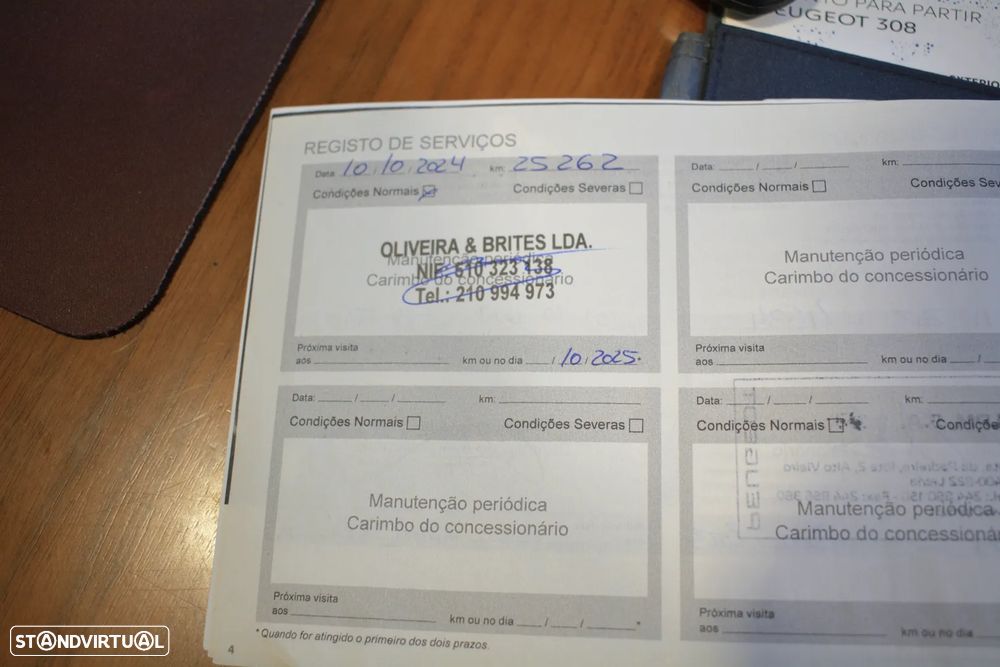 PARA PARTIR
PEUGEOT 308
REGISTO DE SERVIÇOS
Data 10/10/2024 km: 25 262
Condições Normais Condições Severas
OLIVEIRA & BRITES LDA.
Manutenção periódica
NIF: 510 323 138
Carimbo do concessionário
Tel.: 210 994 973
Próxima visita
aos km ou no dia / 10 / 2025.
Data: / / km:
Condições Normais Condições
Manutenção periódica
Carimbo do concessionário
Próxima visita
aos km ou no dia /
Data: / / km:
Condições Normais Condições Severas
Manutenção periódica
Carimbo do concessionário
Próxima visita
aos km ou no dia / / *
Data: / / km:
Condições Normais
Manutenção periódica
Carimbo do
Próxima visita
aos km ou no dia
* Quando for atingido o primeiro dos dois prazos.
4
STANDVIRTUAL